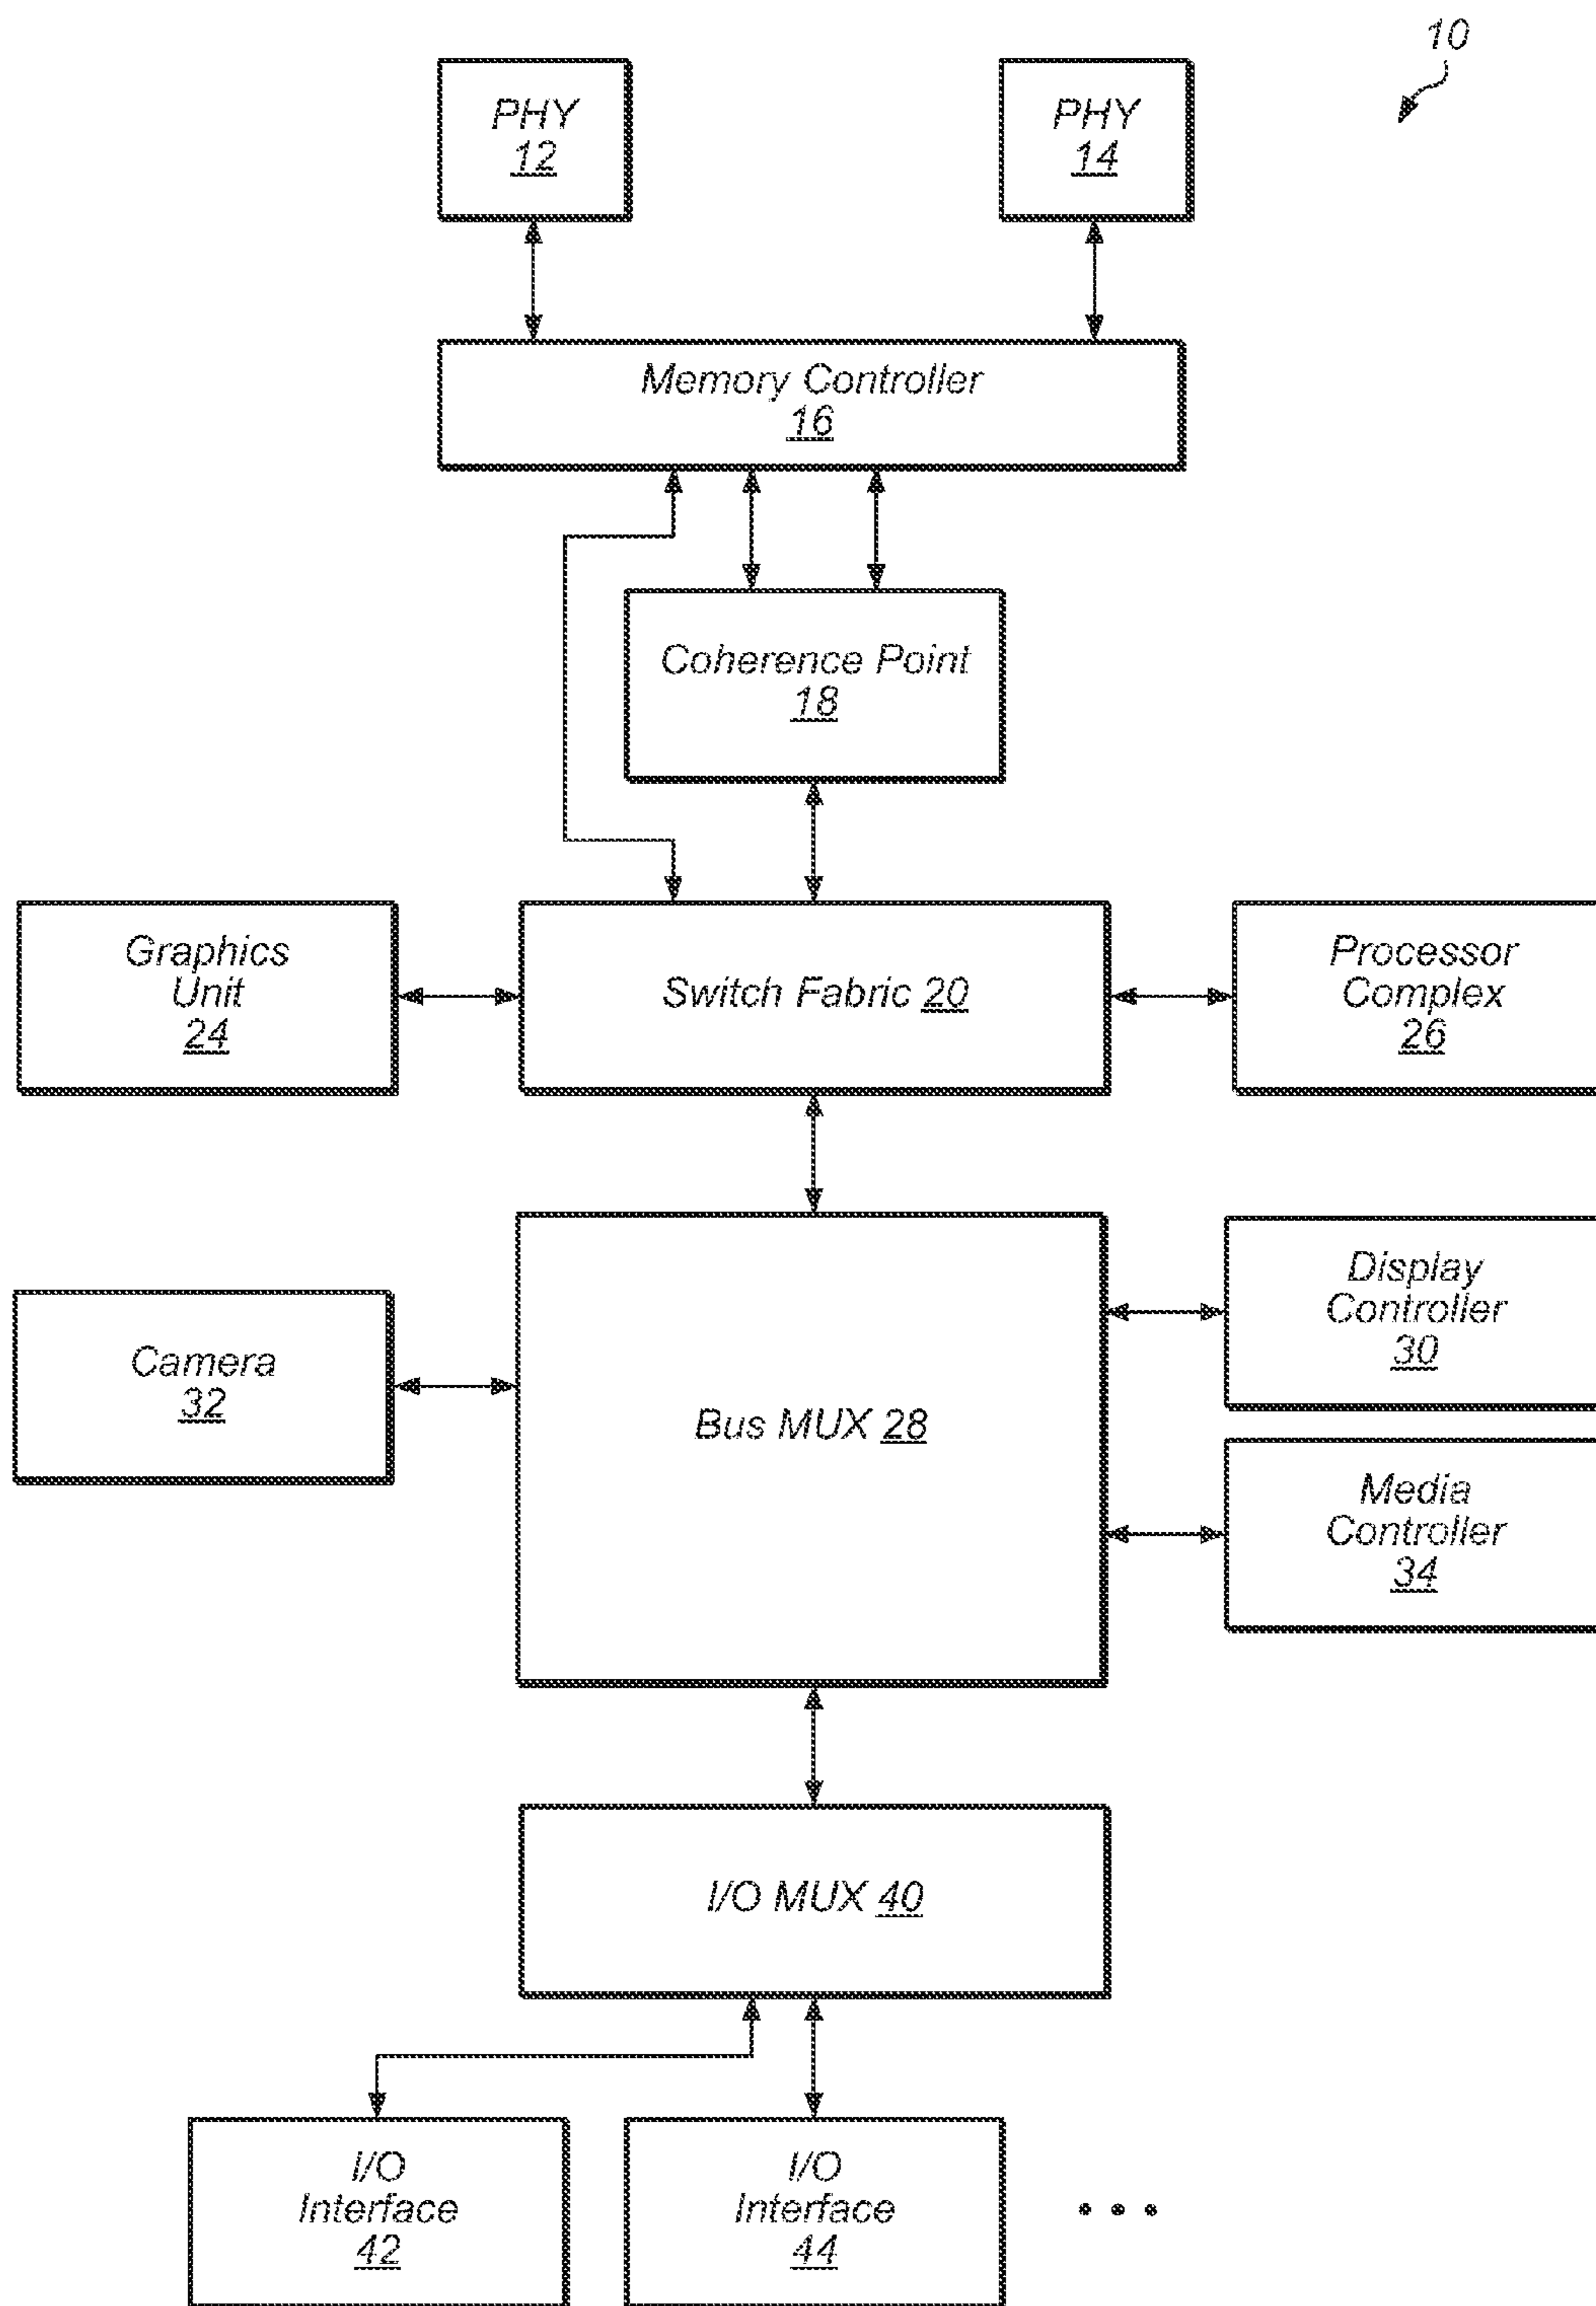 10
PHY
12
PHY
14
Memory Controller
16
Coherence Point
18
Graphics
Unit
24
Switch Fabric 20
Processor
Complex
26
Display
Controller
30
Camera
32
Bus MUX 28
Media
Controller
34
I/O MUX 40
I/O
Interface
42
I/O
Interface
44
• • •